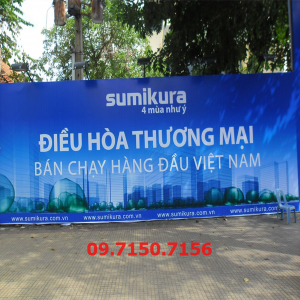 sumikura
4 mùa như ý
ĐIỀU HÒA THƯƠNG MẠI
BÁN CHẠY HÀNG ĐẦU VIỆT NAM
www.sumikura.com.vn www.sumikura.com.vn www.sumikura.com.vn www.sumikura.com.vn
09.7150.7156